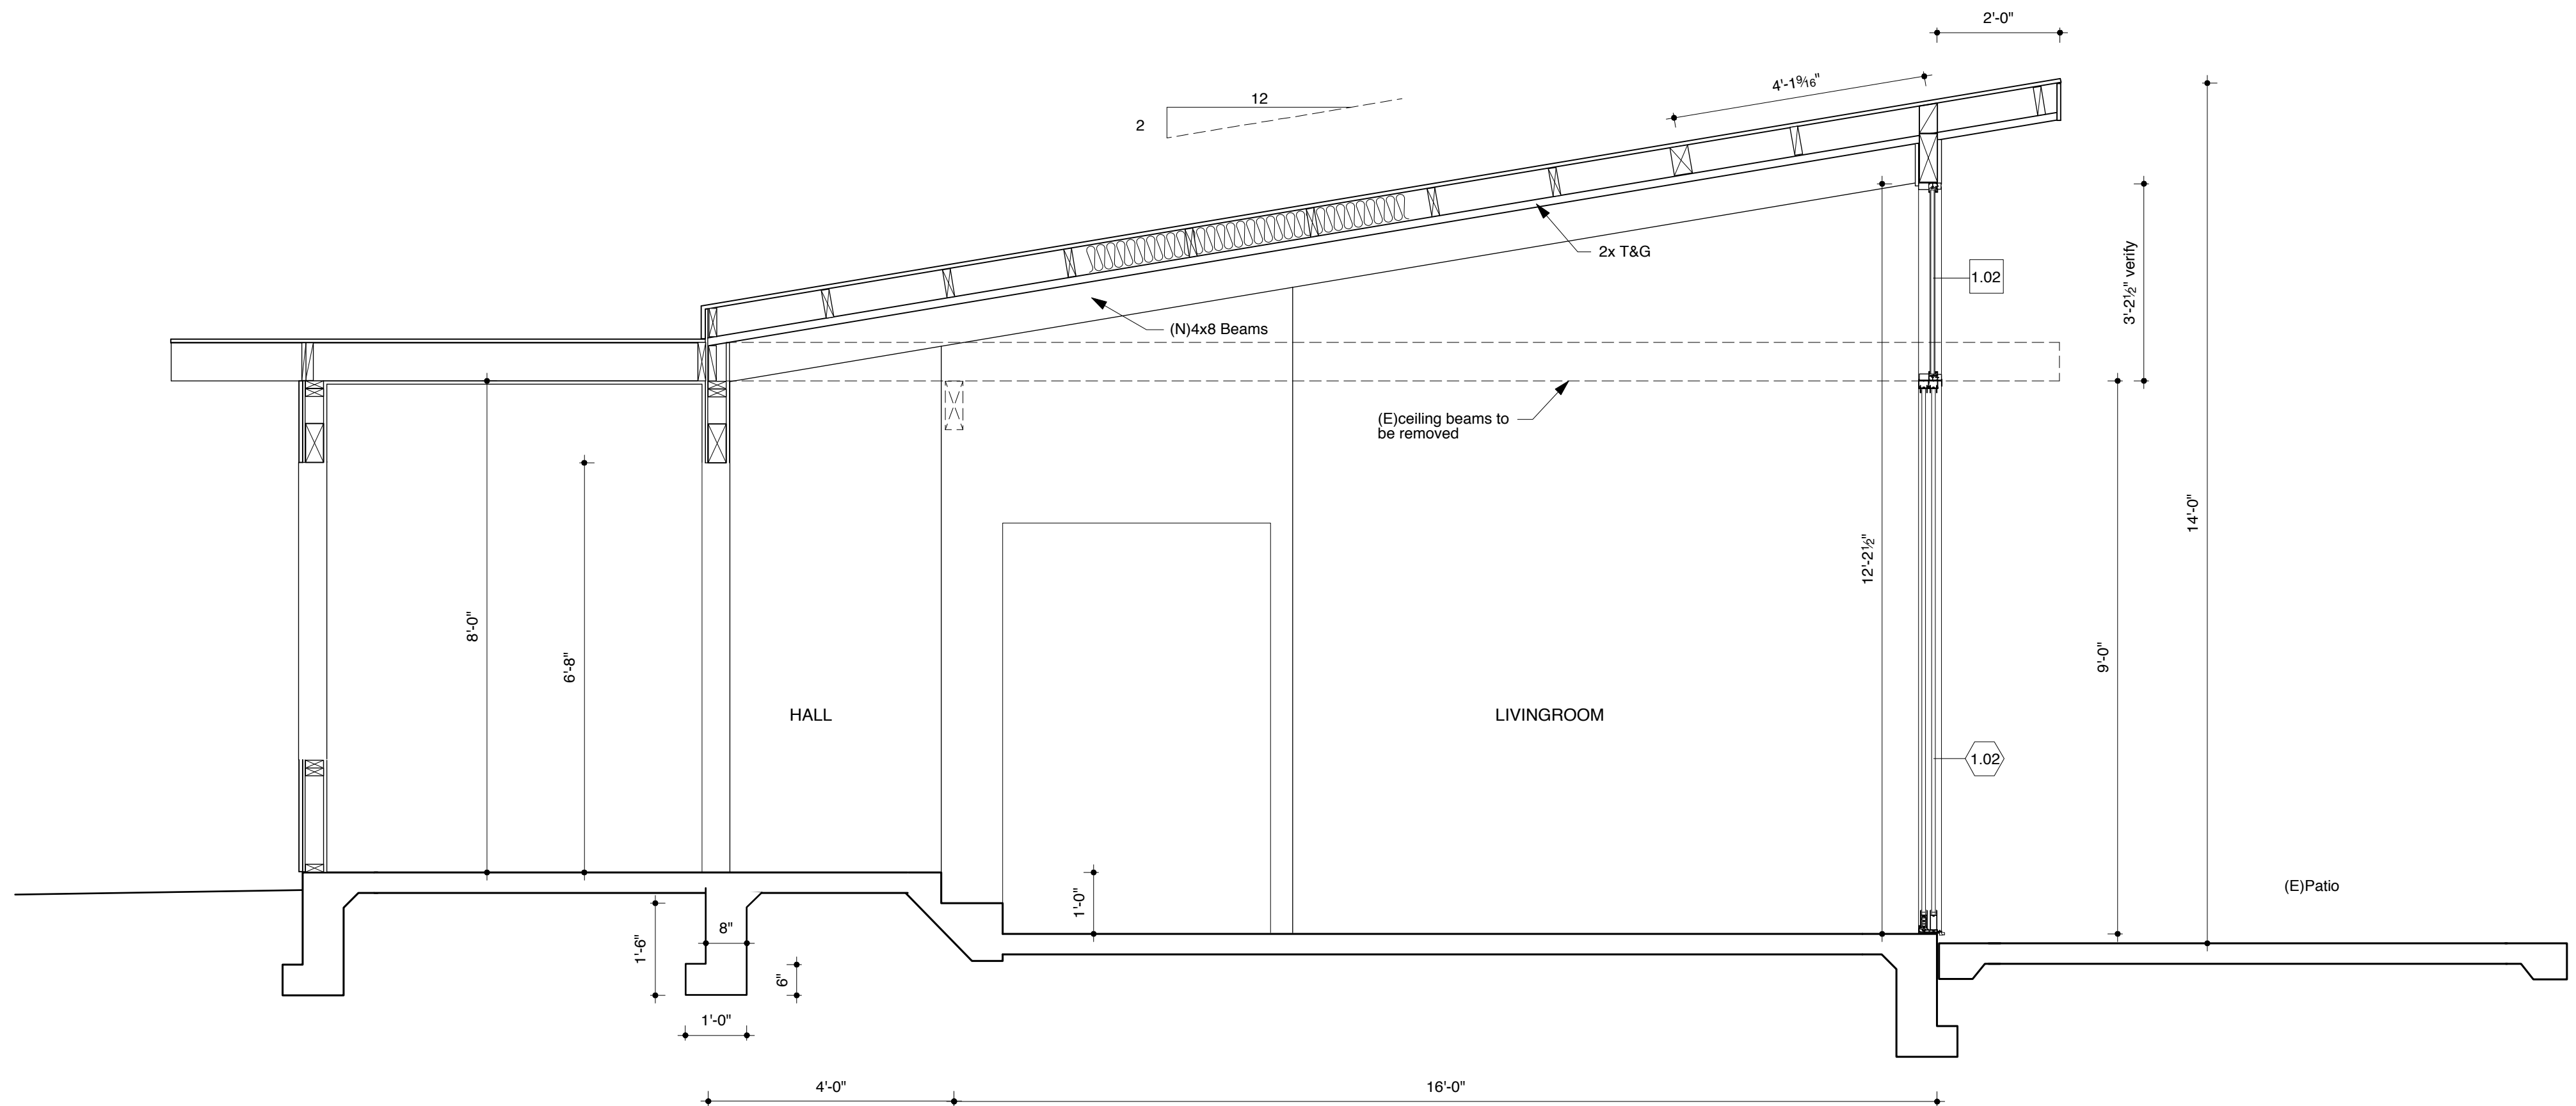 2'-0"
4'-1 9/16"
12
2
2x T&G
1.02
3'-2½" verify
(N)4x8 Beams
(E)ceiling beams to
be removed
14'-0"
12'-2½"
8'-0"
6'-8"
9'-0"
HALL
LIVINGROOM
1.02
(E)Patio
1'-0"
8"
1'-6"
6"
1'-0"
4'-0"
16'-0"